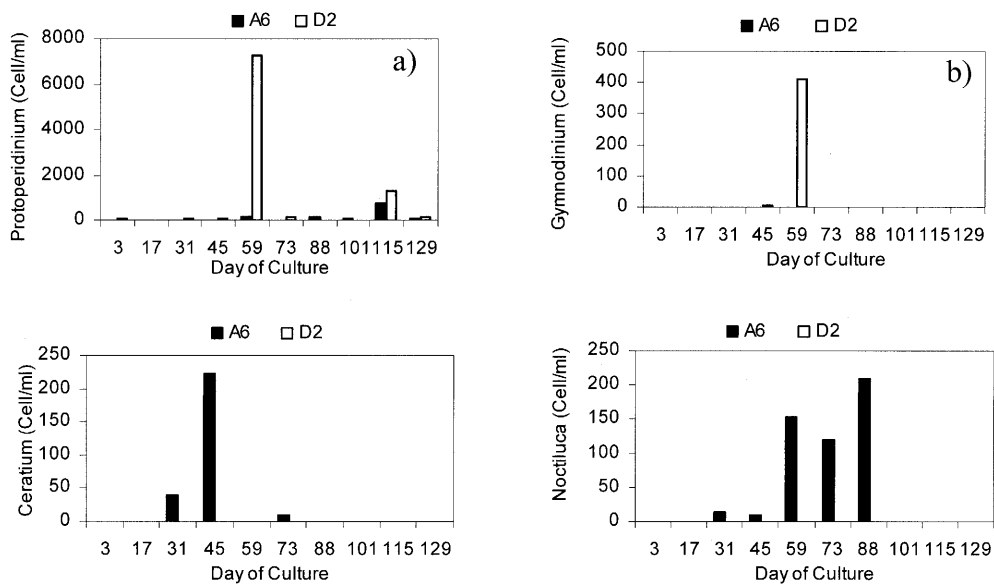 ■ A6 □ D2
a)
Protoperidinium (Cell/ml)
8000
6000
4000
2000
0
3 17 31 45 59 73 88 101 115 129
Day of Culture
■ A6 □ D2
b)
Gymnodinium (Cell/ml)
500
400
300
200
100
0
3 17 31 45 59 73 88 101 115 129
Day of Culture
■ A6 □ D2
Ceratium (Cell/ml)
250
200
150
100
50
0
3 17 31 45 59 73 88 101 115 129
Day of Culture
■ A6 □ D2
Noctiluca (Cell/ml)
250
200
150
100
50
0
3 17 31 45 59 73 88 101 115 129
Day of Culture